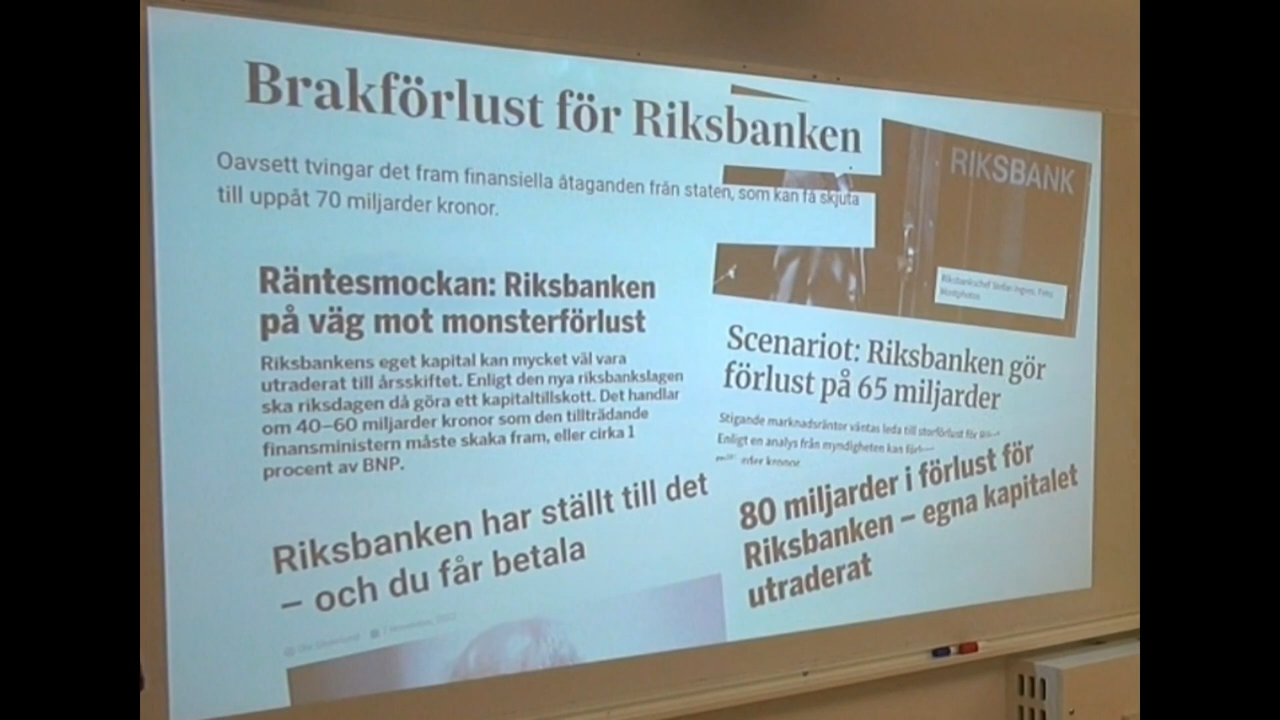 Brakförlust för Riksbanken
Oavsett tvingar det fram finansiella åtaganden från staten, som kan få skjuta
till uppåt 70 miljarder kronor.
RIKSBANK
Riksbankschef Stefan Ingves. Foto:
Räntesmockan: Riksbanken
på väg mot monsterförlust
Riksbankens eget kapital kan mycket väl vara
utraderat till årsskiftet. Enligt den nya riksbankslagen
ska riksdagen då göra ett kapitaltillskott. Det handlar
om 40–60 miljarder kronor som den tillträdande
finansministern måste skaka fram, eller cirka 1
procent av BNP.
Scenariot: Riksbanken gör
förlust på 65 miljarder
Stigande marknadsräntor väntas leda till storförlust för
Enligt en analys från myndigheten kan
kronor.
Riksbanken har ställt till det
– och du får betala
80 miljarder i förlust för
Riksbanken – egna kapitalet
utraderat